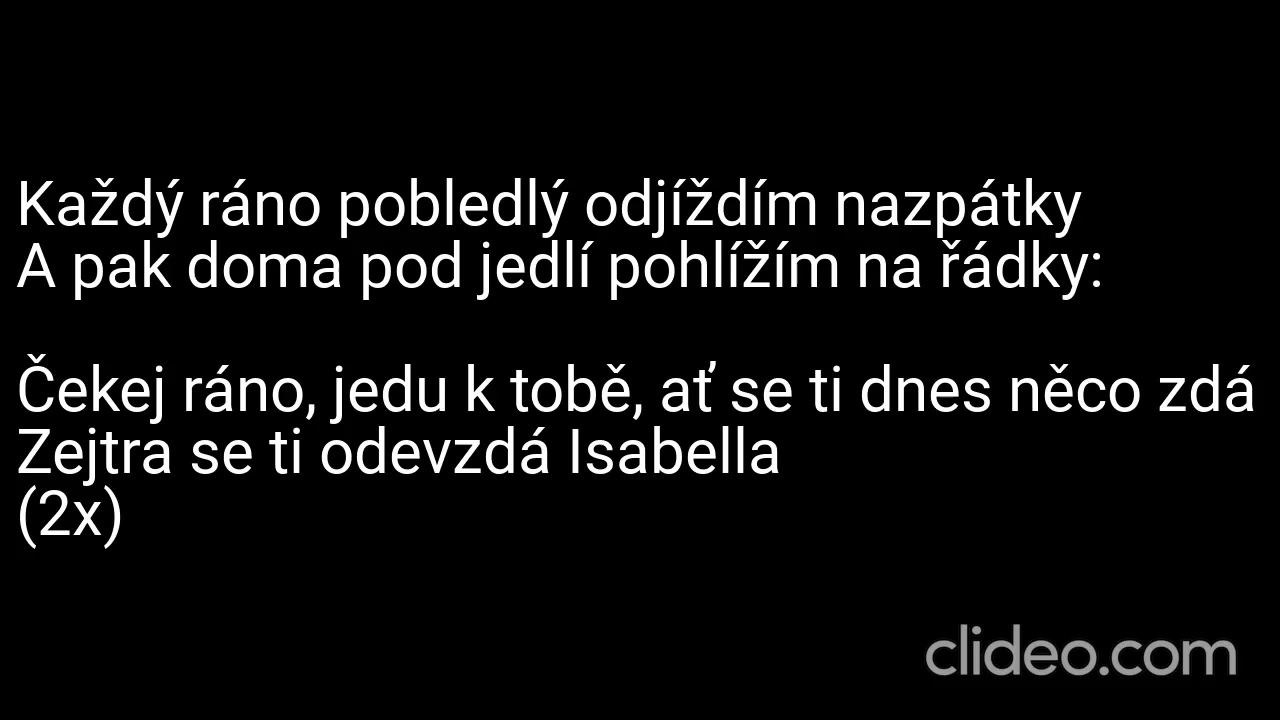 Každý ráno pobledlý odjíždím nazpátky
A pak doma pod jedlí pohlížím na řádky:
Čekej ráno, jedu k tobě, ať se ti dnes něco zdá
Zejtra se ti odevzdá Isabella
(2x)
clideo.com